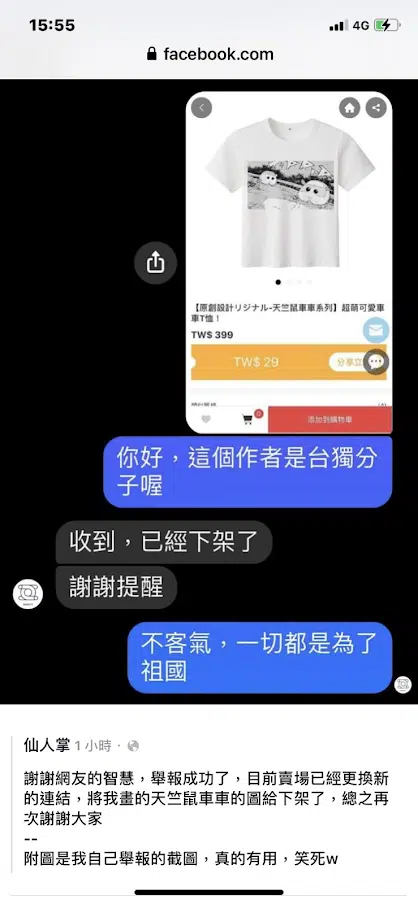 15:55
4G
facebook.com
【原創設計リジナル-天竺鼠車車系列】超萌可愛車
車T恤！
TW$ 399
TW$ 29
分享立
0
添加到購物車
你好，這個作者是台獨分
子喔
收到，已經下架了
謝謝提醒
不客氣，一切都是為了
祖國
仙人掌 1 小時 ·
謝謝網友的智慧，舉報成功了，目前賣場已經更換新
的連結，將我畫的天竺鼠車車的圖給下架了，總之再
次謝謝大家
--
附圖是我自己舉報的截圖，真的有用，笑死w